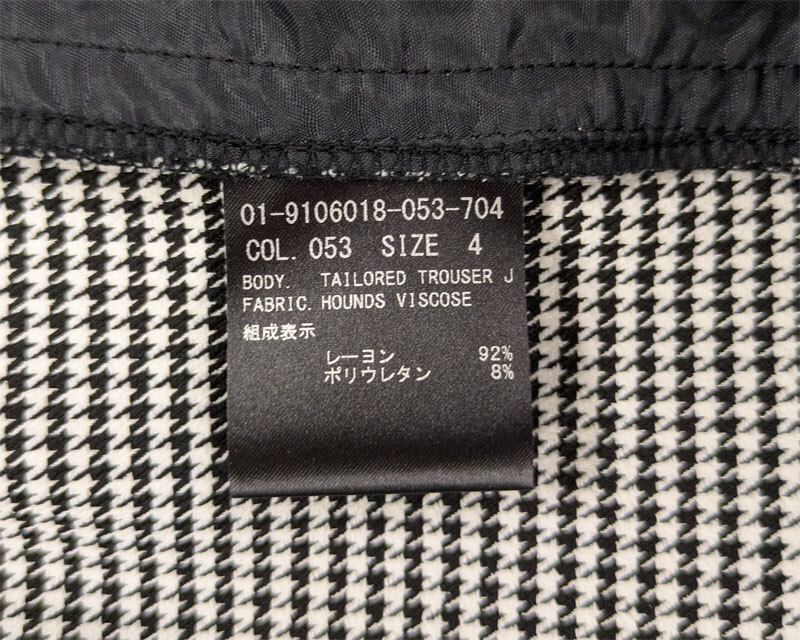 01-9106018-053-704
COL. 053 SIZE 4
BODY. TAILORED TROUSER J
FABRIC. HOUNDS VISCOSE
組成表示
レーヨン 92%
ポリウレタン 8%